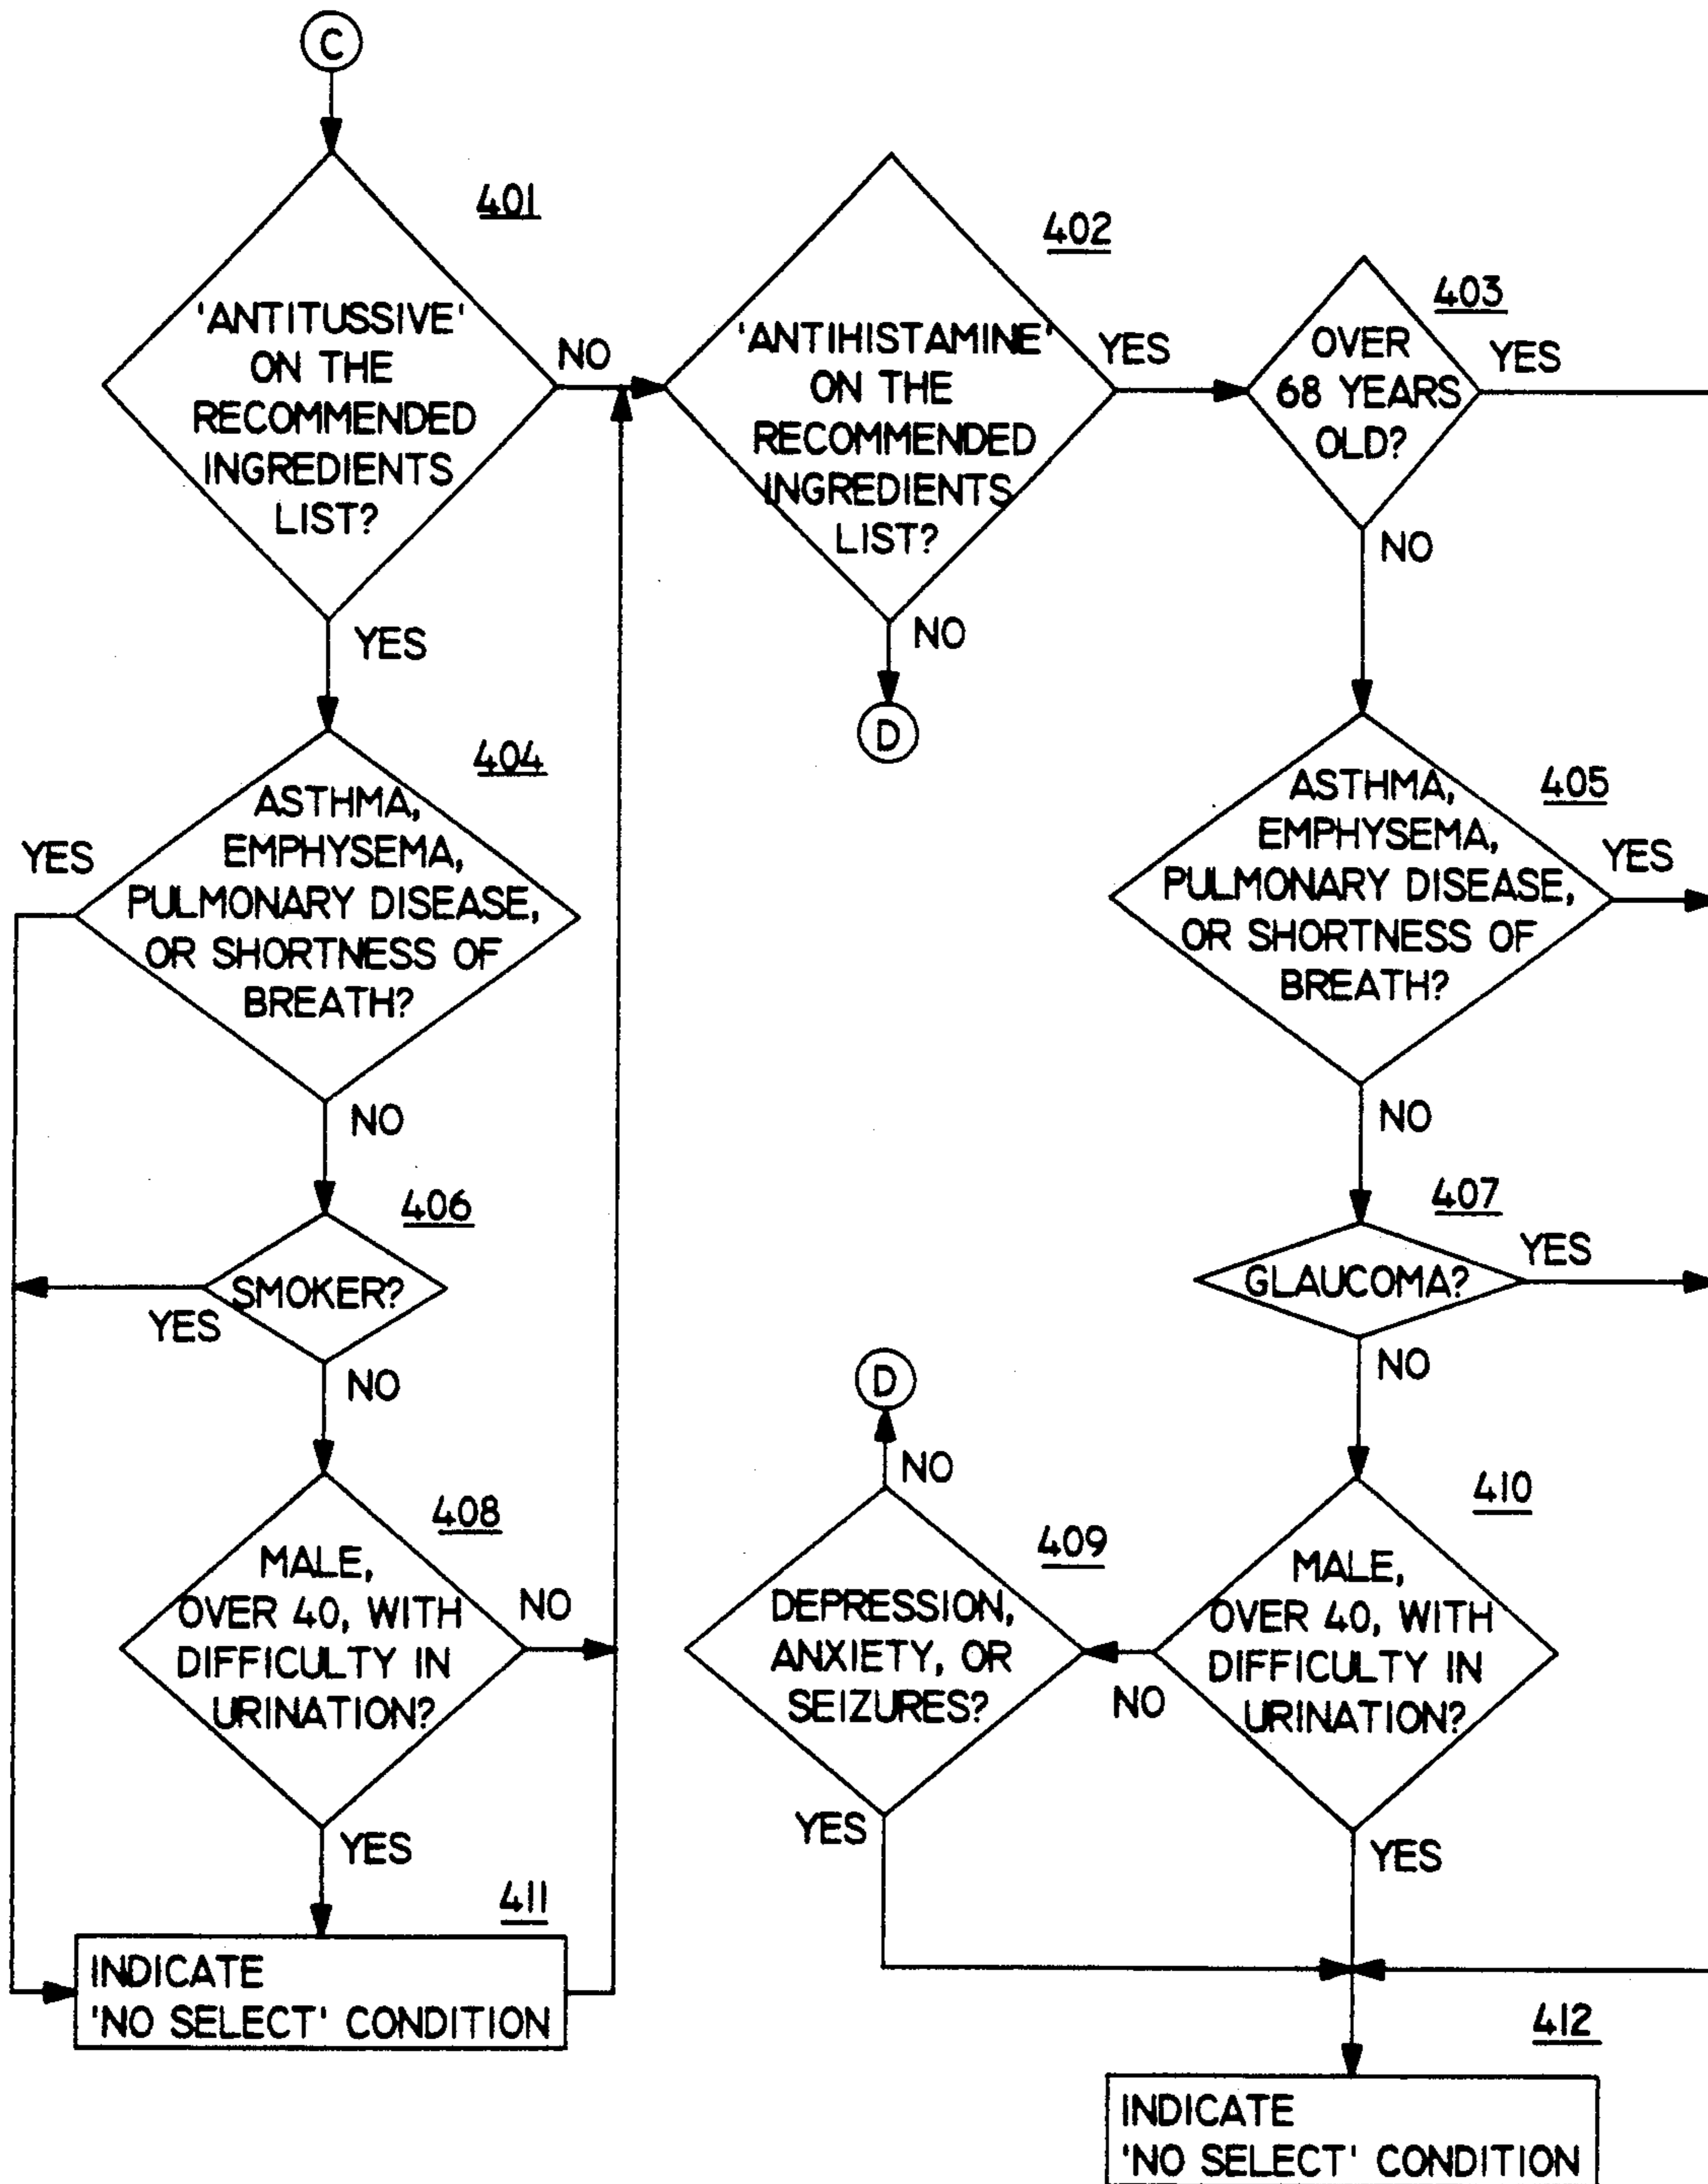 C
401
'ANTITUSSIVE'
ON THE
RECOMMENDED
INGREDIENTS
LIST?
NO
YES
402
'ANTIHISTAMINE'
ON THE
RECOMMENDED
INGREDIENTS
LIST?
YES
NO
D
403
OVER
68 YEARS
OLD?
YES
NO
404
ASTHMA,
EMPHYSEMA,
PULMONARY DISEASE,
OR SHORTNESS OF
BREATH?
YES
NO
405
ASTHMA,
EMPHYSEMA,
PULMONARY DISEASE,
OR SHORTNESS OF
BREATH?
YES
NO
406
SMOKER?
YES
NO
407
GLAUCOMA?
YES
NO
408
MALE,
OVER 40, WITH
DIFFICULTY IN
URINATION?
NO
YES
D
NO
409
DEPRESSION,
ANXIETY, OR
SEIZURES?
YES
410
MALE,
OVER 40, WITH
DIFFICULTY IN
URINATION?
NO
YES
411
INDICATE
'NO SELECT' CONDITION
412
INDICATE
'NO SELECT' CONDITION